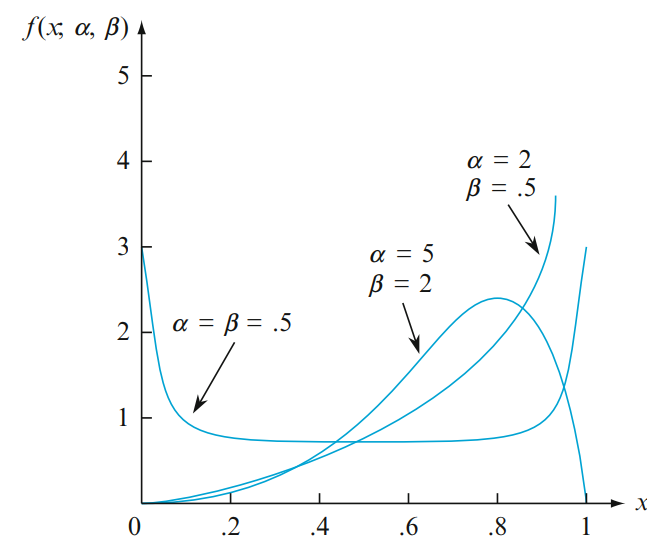 f(x; α, β)
5
4
3
2
1
α = 2
β = .5
α = 5
β = 2
α = β = .5
0
.2
.4
.6
.8
1
x